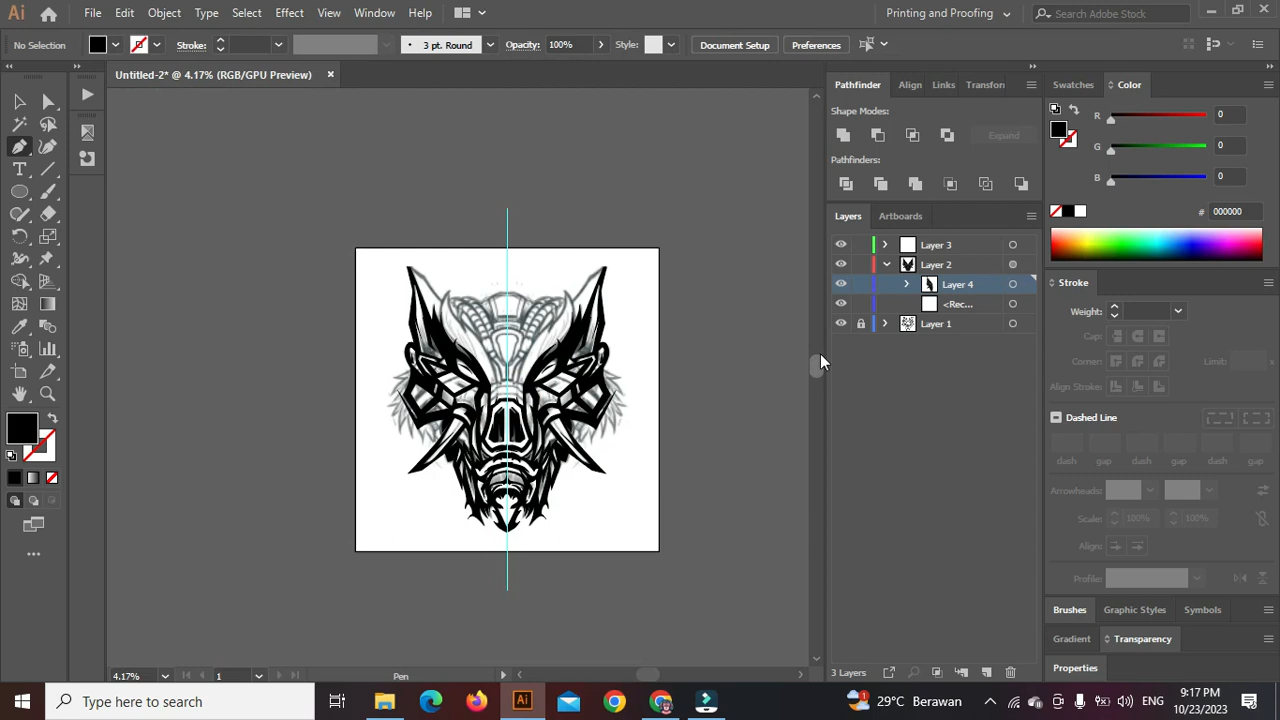 Ai File Edit Object Type Select Effect View Window Help Printing and Proofing Search Adobe Stock
No Selection Stroke: 3 pt. Round Opacity: 100% Style: Document Setup Preferences
Untitled-2* @ 4.17% (RGB/GPU Preview)
Pathfinder Align Links Transfon
Swatches Color
Shape Modes:
Expand
Pathfinders:
R 0
G 0
B 0
# 000000
Layers Artboards
Layer 3
Layer 2
Layer 4
<Rec...
Layer 1
Stroke
Weight:
Cap:
Corner: Limit:
Align Stroke:
Dashed Line
dash gap dash gap dash gap
Arrowheads:
Scale: 100% 100%
Align:
Profile:
Brushes Graphic Styles Symbols
Gradient Transparency
Properties
3 Layers
4.17% 1 Pen
Type here to search
Ai
29°C Berawan
ENG
9:17 PM
10/23/2023